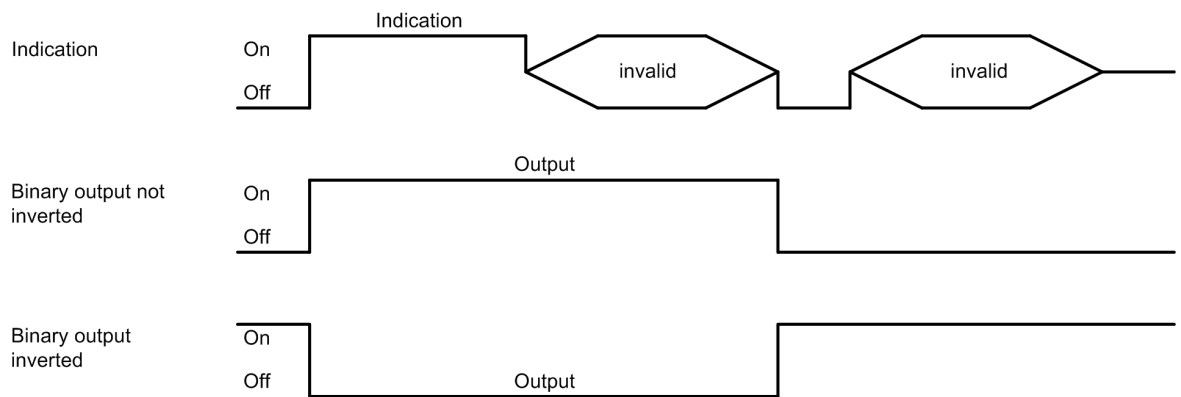 Indication
Indication
On
invalid
invalid
Off
Output
Binary output not
inverted
On
Off
Binary output
inverted
On
Off
Output